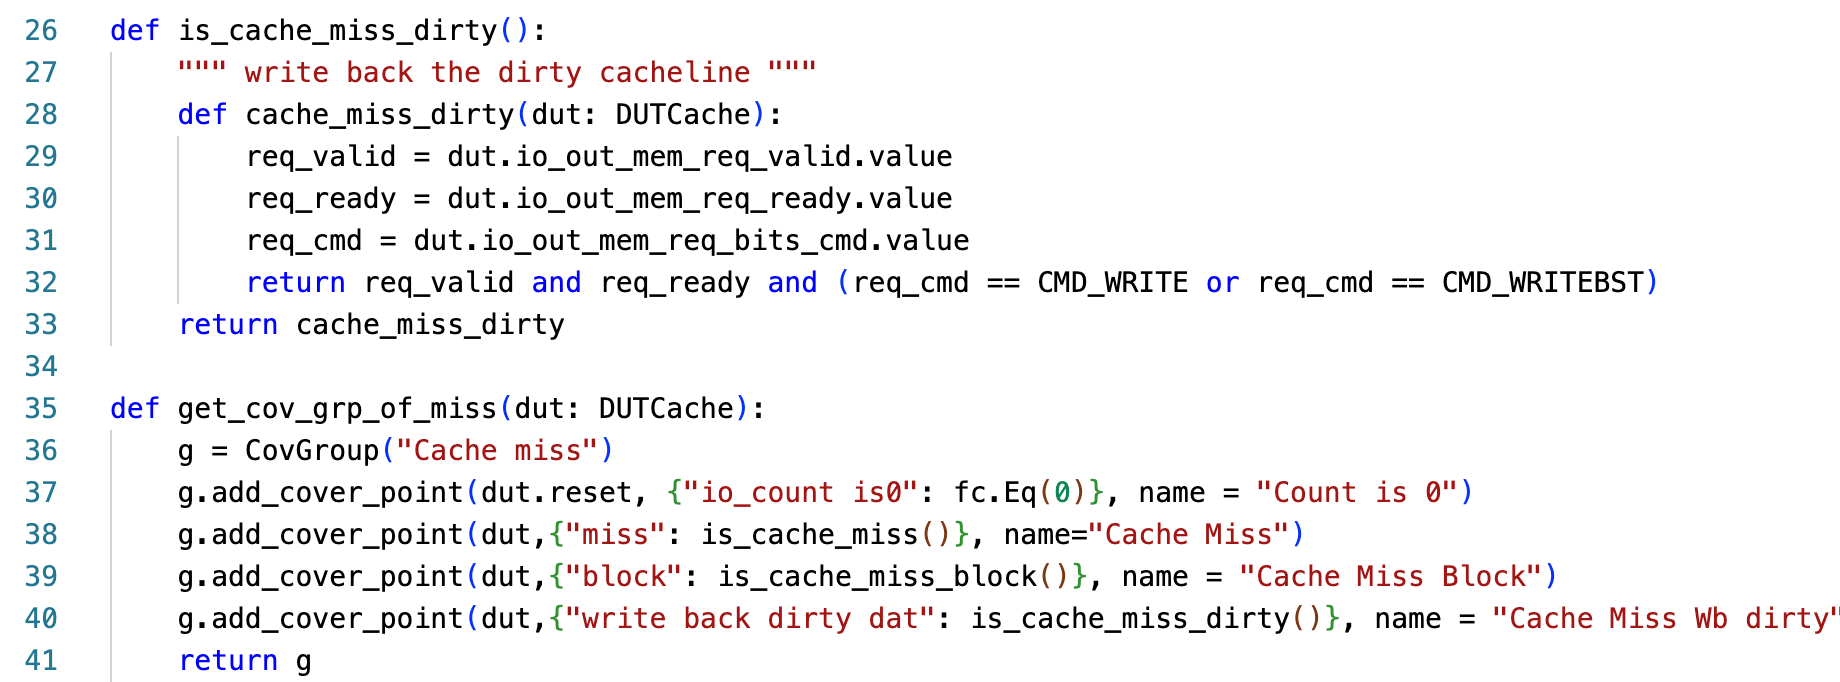 26 def is_cache_miss_dirty():
27     """ write back the dirty cacheline """
28     def cache_miss_dirty(dut: DUTCache):
29         req_valid = dut.io_out_mem_req_valid.value
30         req_ready = dut.io_out_mem_req_ready.value
31         req_cmd = dut.io_out_mem_req_bits_cmd.value
32         return req_valid and req_ready and (req_cmd == CMD_WRITE or req_cmd == CMD_WRITEBST)
33     return cache_miss_dirty
34
35 def get_cov_grp_of_miss(dut: DUTCache):
36     g = CovGroup("Cache miss")
37     g.add_cover_point(dut.reset, {"io_count is0": fc.Eq(0)}, name = "Count is 0")
38     g.add_cover_point(dut,{"miss": is_cache_miss()}, name="Cache Miss")
39     g.add_cover_point(dut,{"block": is_cache_miss_block()}, name = "Cache Miss Block")
40     g.add_cover_point(dut,{"write back dirty dat": is_cache_miss_dirty()}, name = "Cache Miss Wb dirty"
41     return g